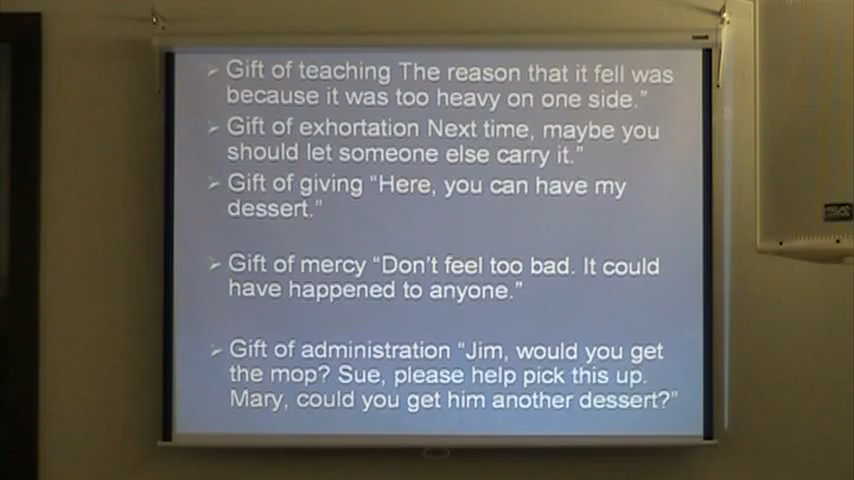 ➢ Gift of teaching The reason that it fell was
because it was too heavy on one side."
➢ Gift of exhortation Next time, maybe you
should let someone else carry it."
➢ Gift of giving "Here, you can have my
dessert."
➢ Gift of mercy "Don't feel too bad. It could
have happened to anyone."
➢ Gift of administration "Jim, would you get
the mop? Sue, please help pick this up.
Mary, could you get him another dessert?"